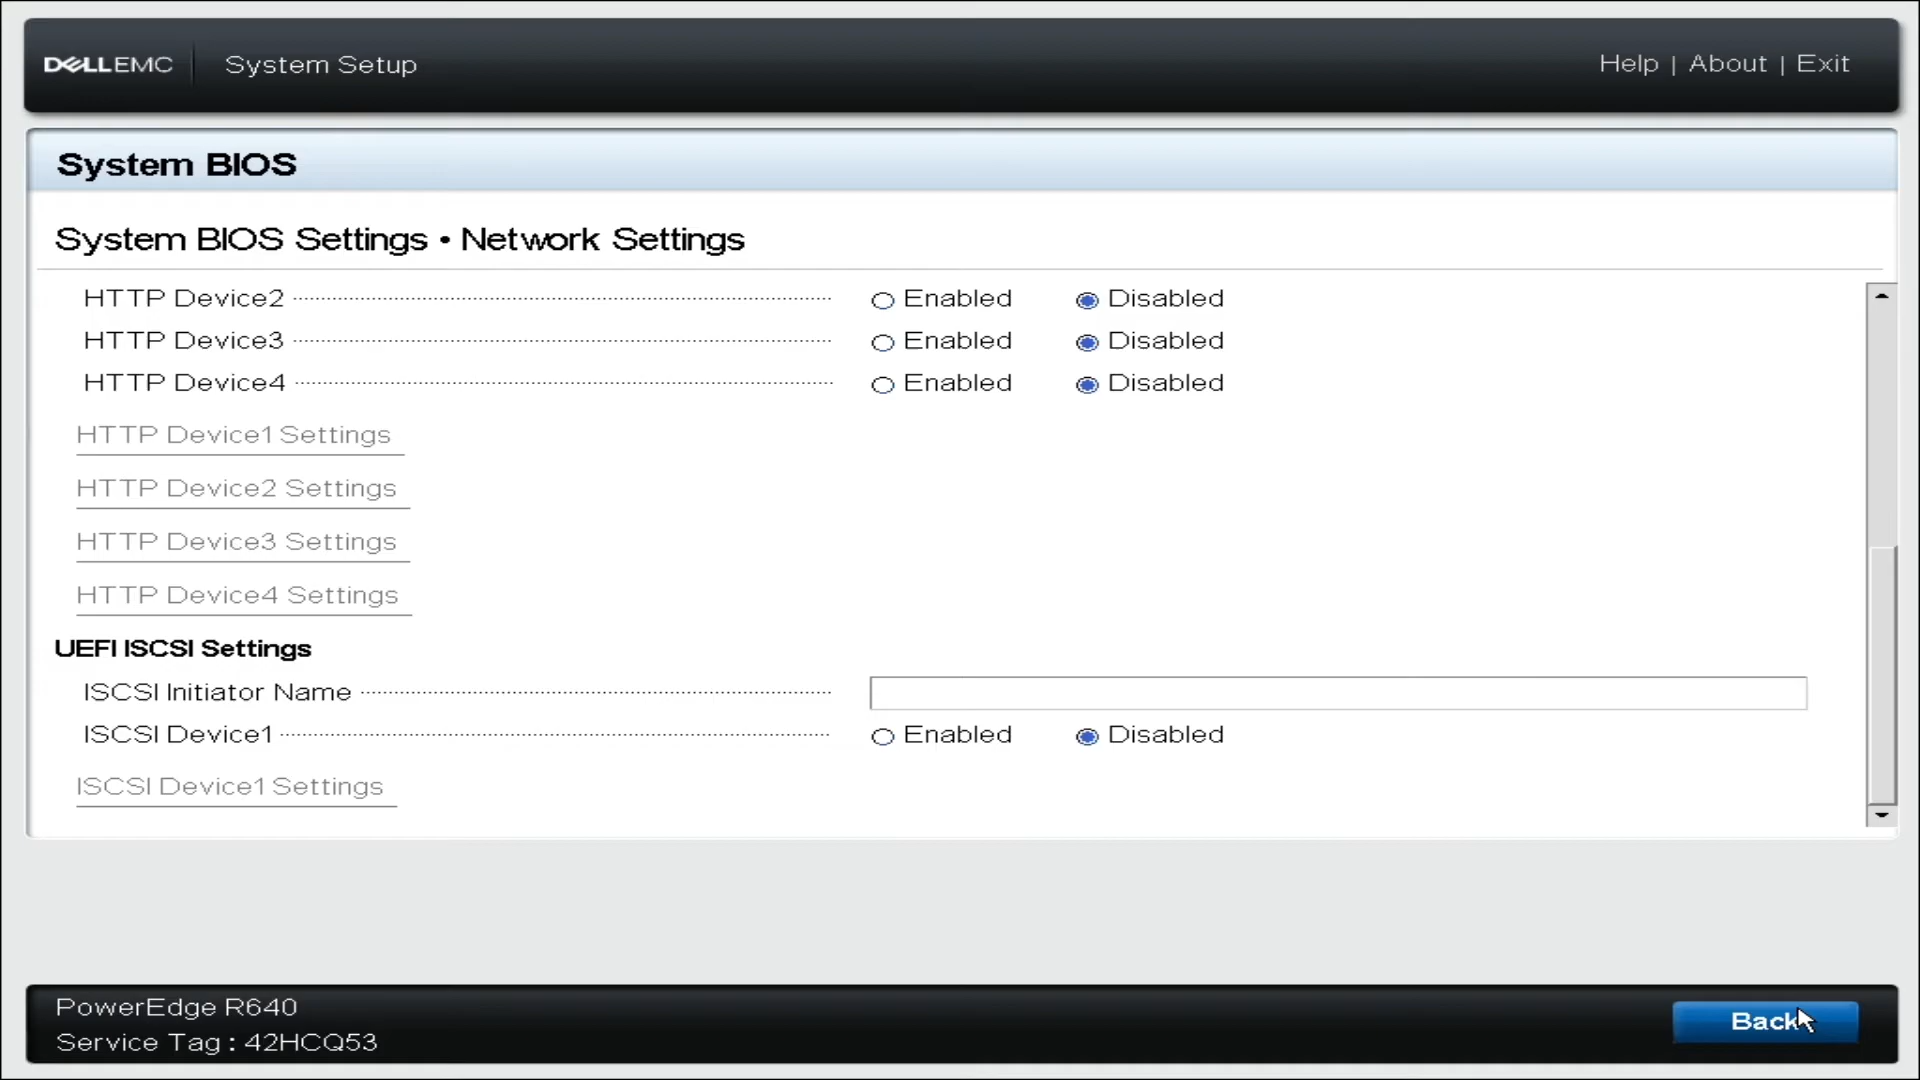 DELLEMC System Setup Help | About | Exit
System BIOS
System BIOS Settings • Network Settings
HTTP Device2 Enabled Disabled
HTTP Device3 Enabled Disabled
HTTP Device4 Enabled Disabled
HTTP Device1 Settings
HTTP Device2 Settings
HTTP Device3 Settings
HTTP Device4 Settings
UEFI ISCSI Settings
ISCSI Initiator Name
ISCSI Device1 Enabled Disabled
ISCSI Device1 Settings
PowerEdge R640
Service Tag : 42HCQ53
Back